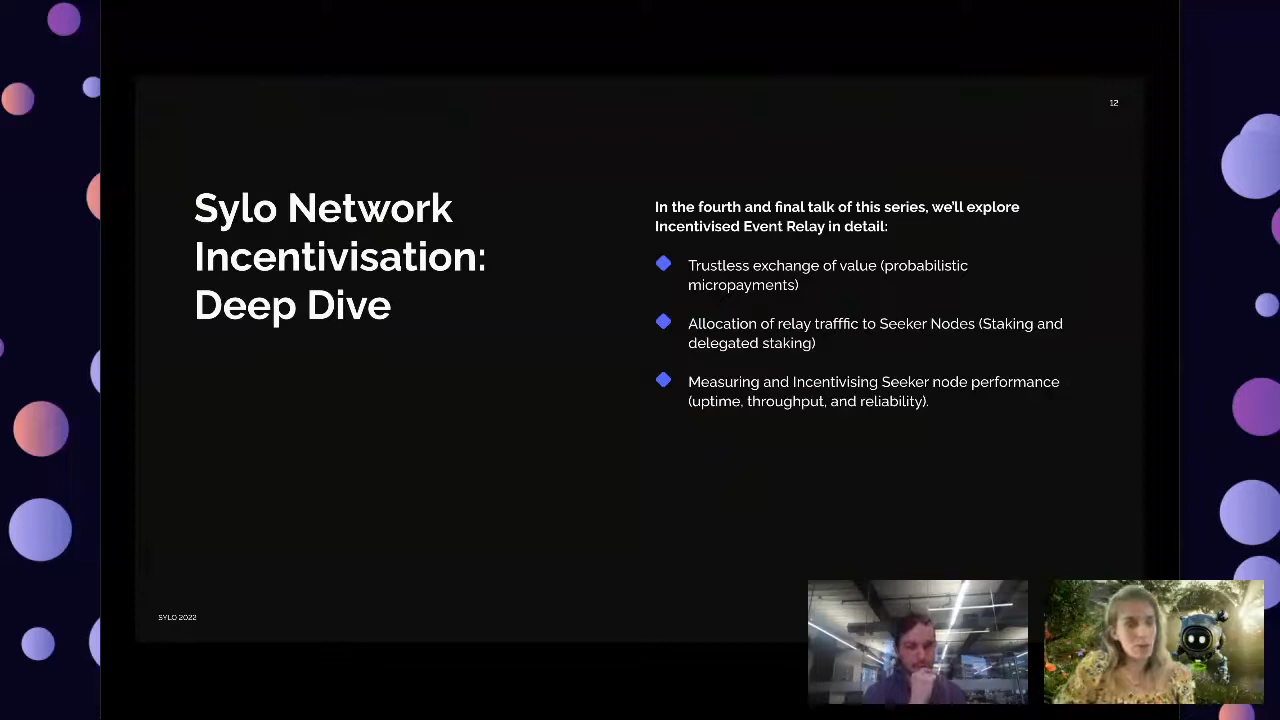 12
Sylo Network
Incentivisation:
Deep Dive
In the fourth and final talk of this series, we'll explore
Incentivised Event Relay in detail:
Trustless exchange of value (probabilistic
micropayments)
Allocation of relay trafffic to Seeker Nodes (Staking and
delegated staking)
Measuring and Incentivising Seeker node performance
(uptime, throughput, and reliability).
SYLO 2022